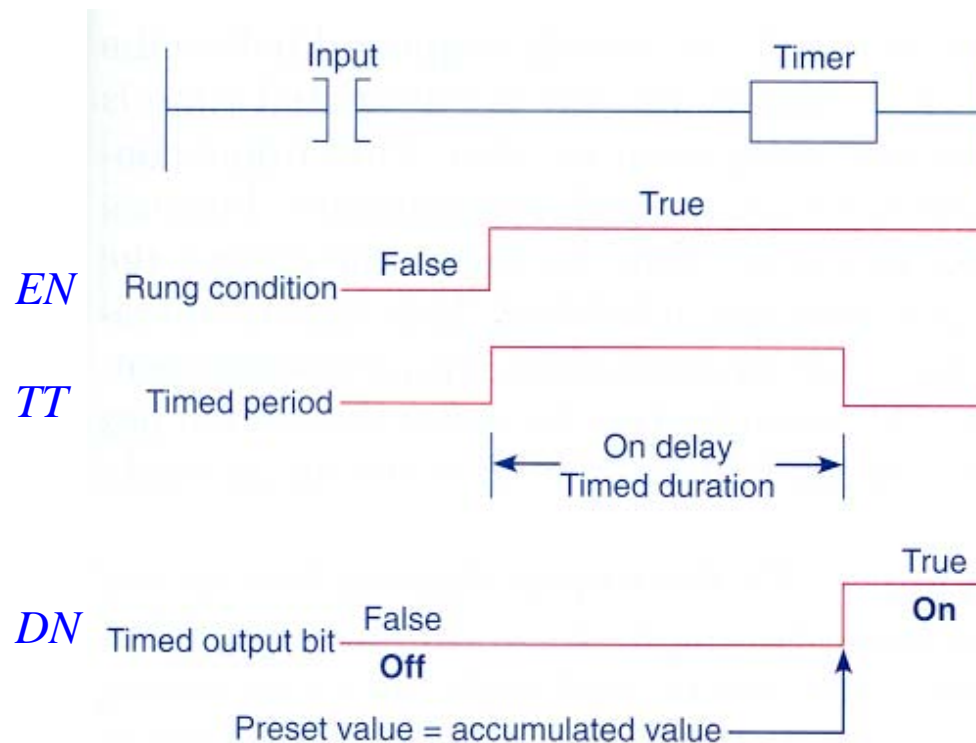 Input
Timer
True
False
EN
Rung condition
TT
Timed period
On delay
Timed duration
True
DN
Timed output bit
False
On
Off
Preset value = accumulated value